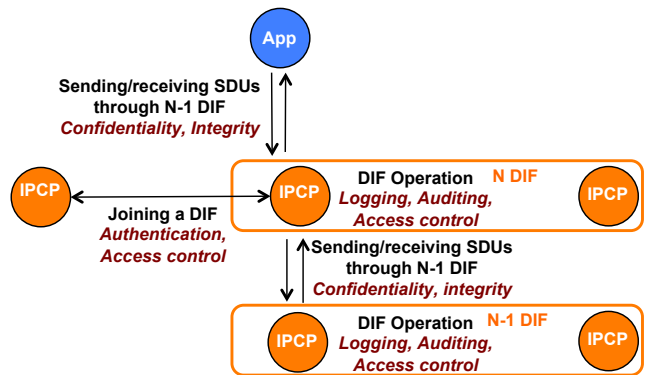 App
Sending/receiving SDUs
through N-1 DIF
Confidentiality, Integrity
IPCP
Joining a DIF
Authentication,
Access control
IPCP
DIF Operation
N DIF
Logging, Auditing,
Access control
IPCP
Sending/receiving SDUs
through N-1 DIF
Confidentiality, integrity
IPCP
DIF Operation
N-1 DIF
Logging, Auditing,
Access control
IPCP